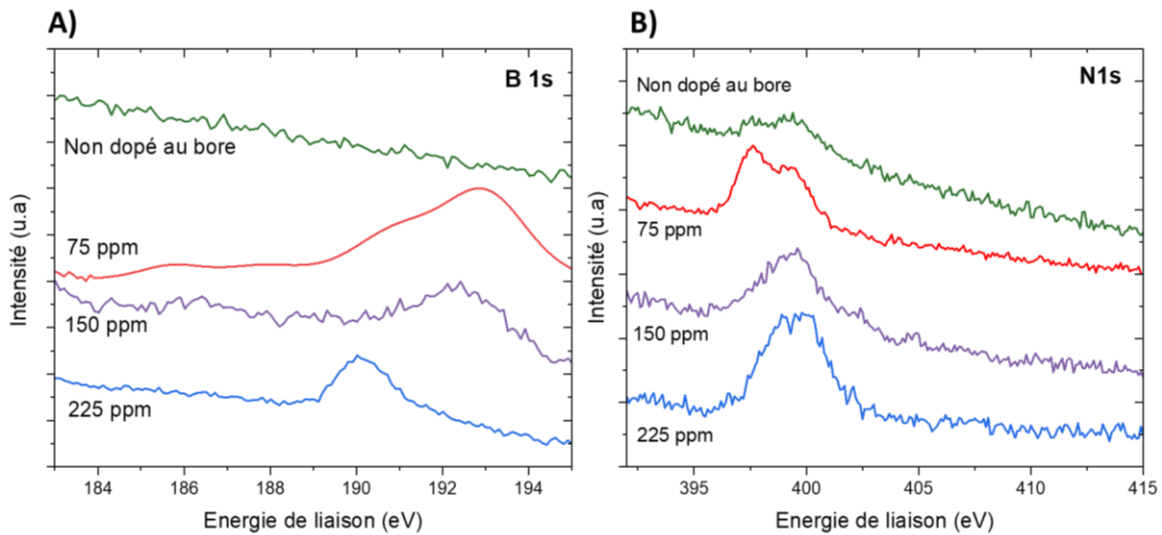 A)
B 1s
Non dopé au bore
75 ppm
150 ppm
225 ppm
Intensité (u.a)
184 186 188 190 192 194
Energie de liaison (eV)
B)
N1s
Non dopé au bore
75 ppm
150 ppm
225 ppm
Intensité (u.a)
395 400 405 410 415
Energie de liaison (eV)